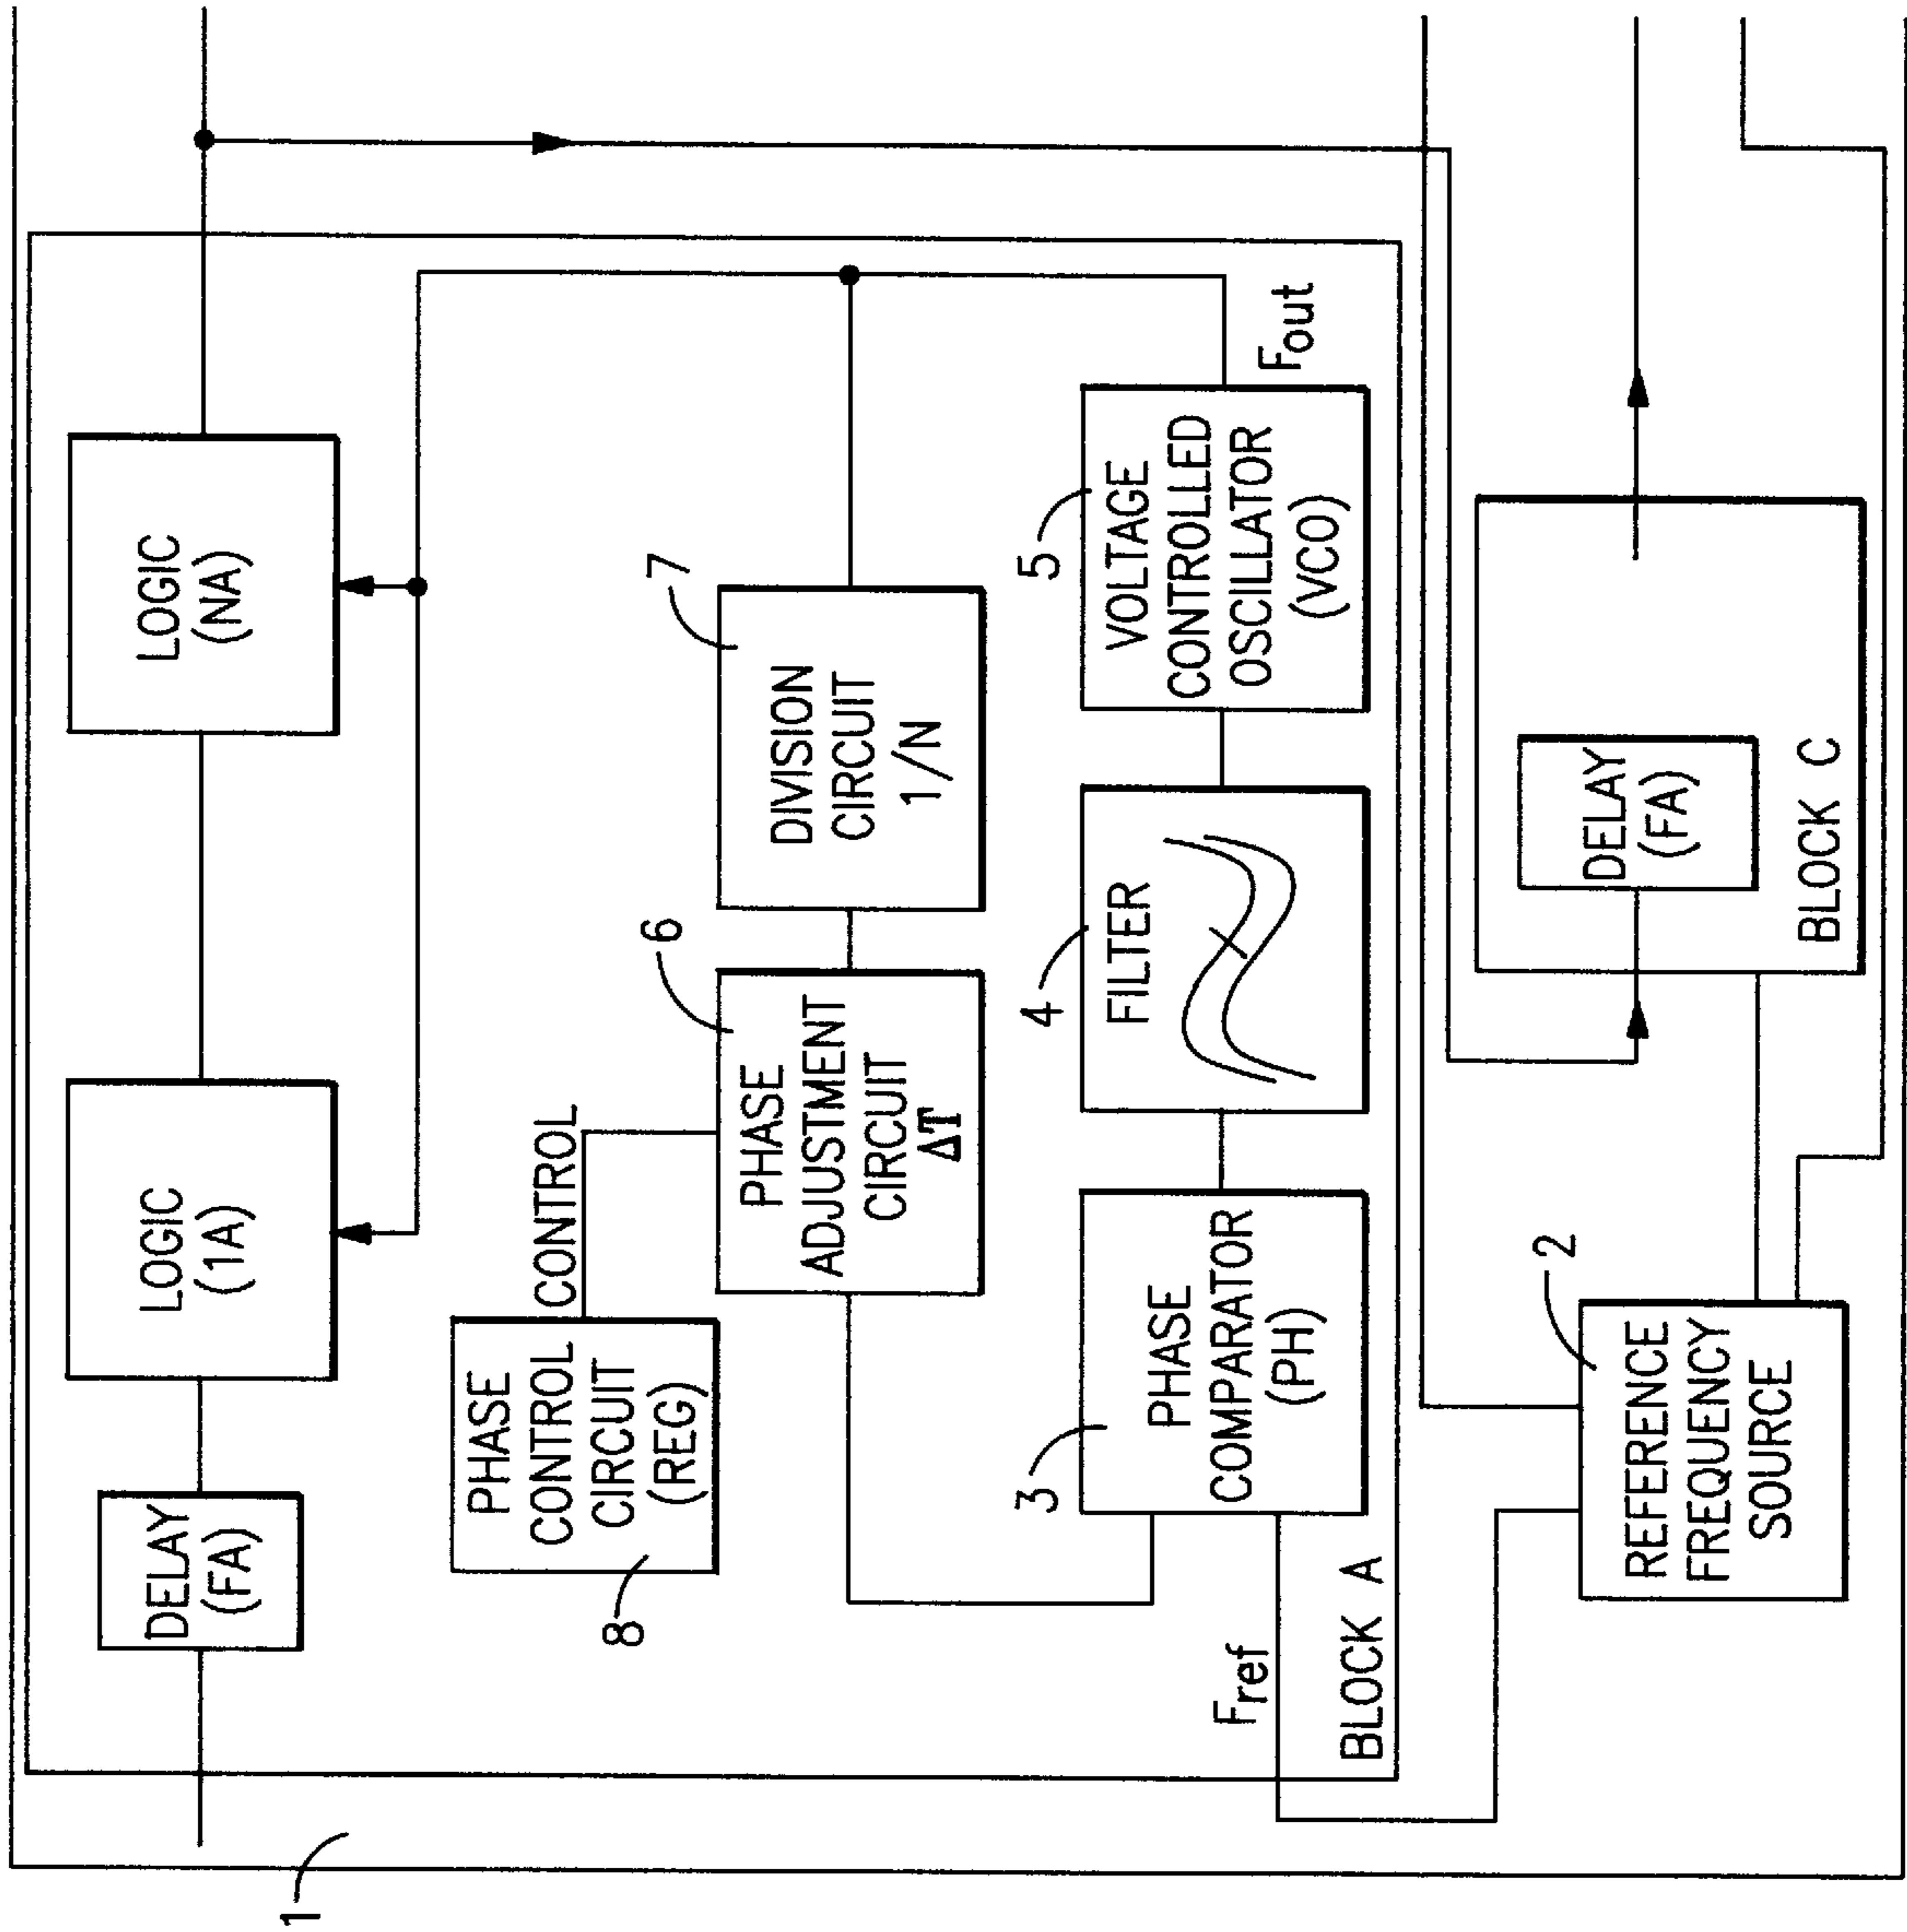 1
DELAY
(FA)
LOGIC
(1A)
LOGIC
(NA)
8
PHASE
CONTROL
CIRCUIT
(REG)
CONTROL
6
PHASE
ADJUSTMENT
CIRCUIT
ΔT
7
DIVISION
CIRCUIT
1/N
3
PHASE
COMPARATOR
(PH)
4
FILTER
5
VOLTAGE
CONTROLLED
OSCILLATOR
(VCO)
Fout
Fref
BLOCK A
2
REFERENCE
FREQUENCY
SOURCE
DELAY
(FA)
BLOCK C